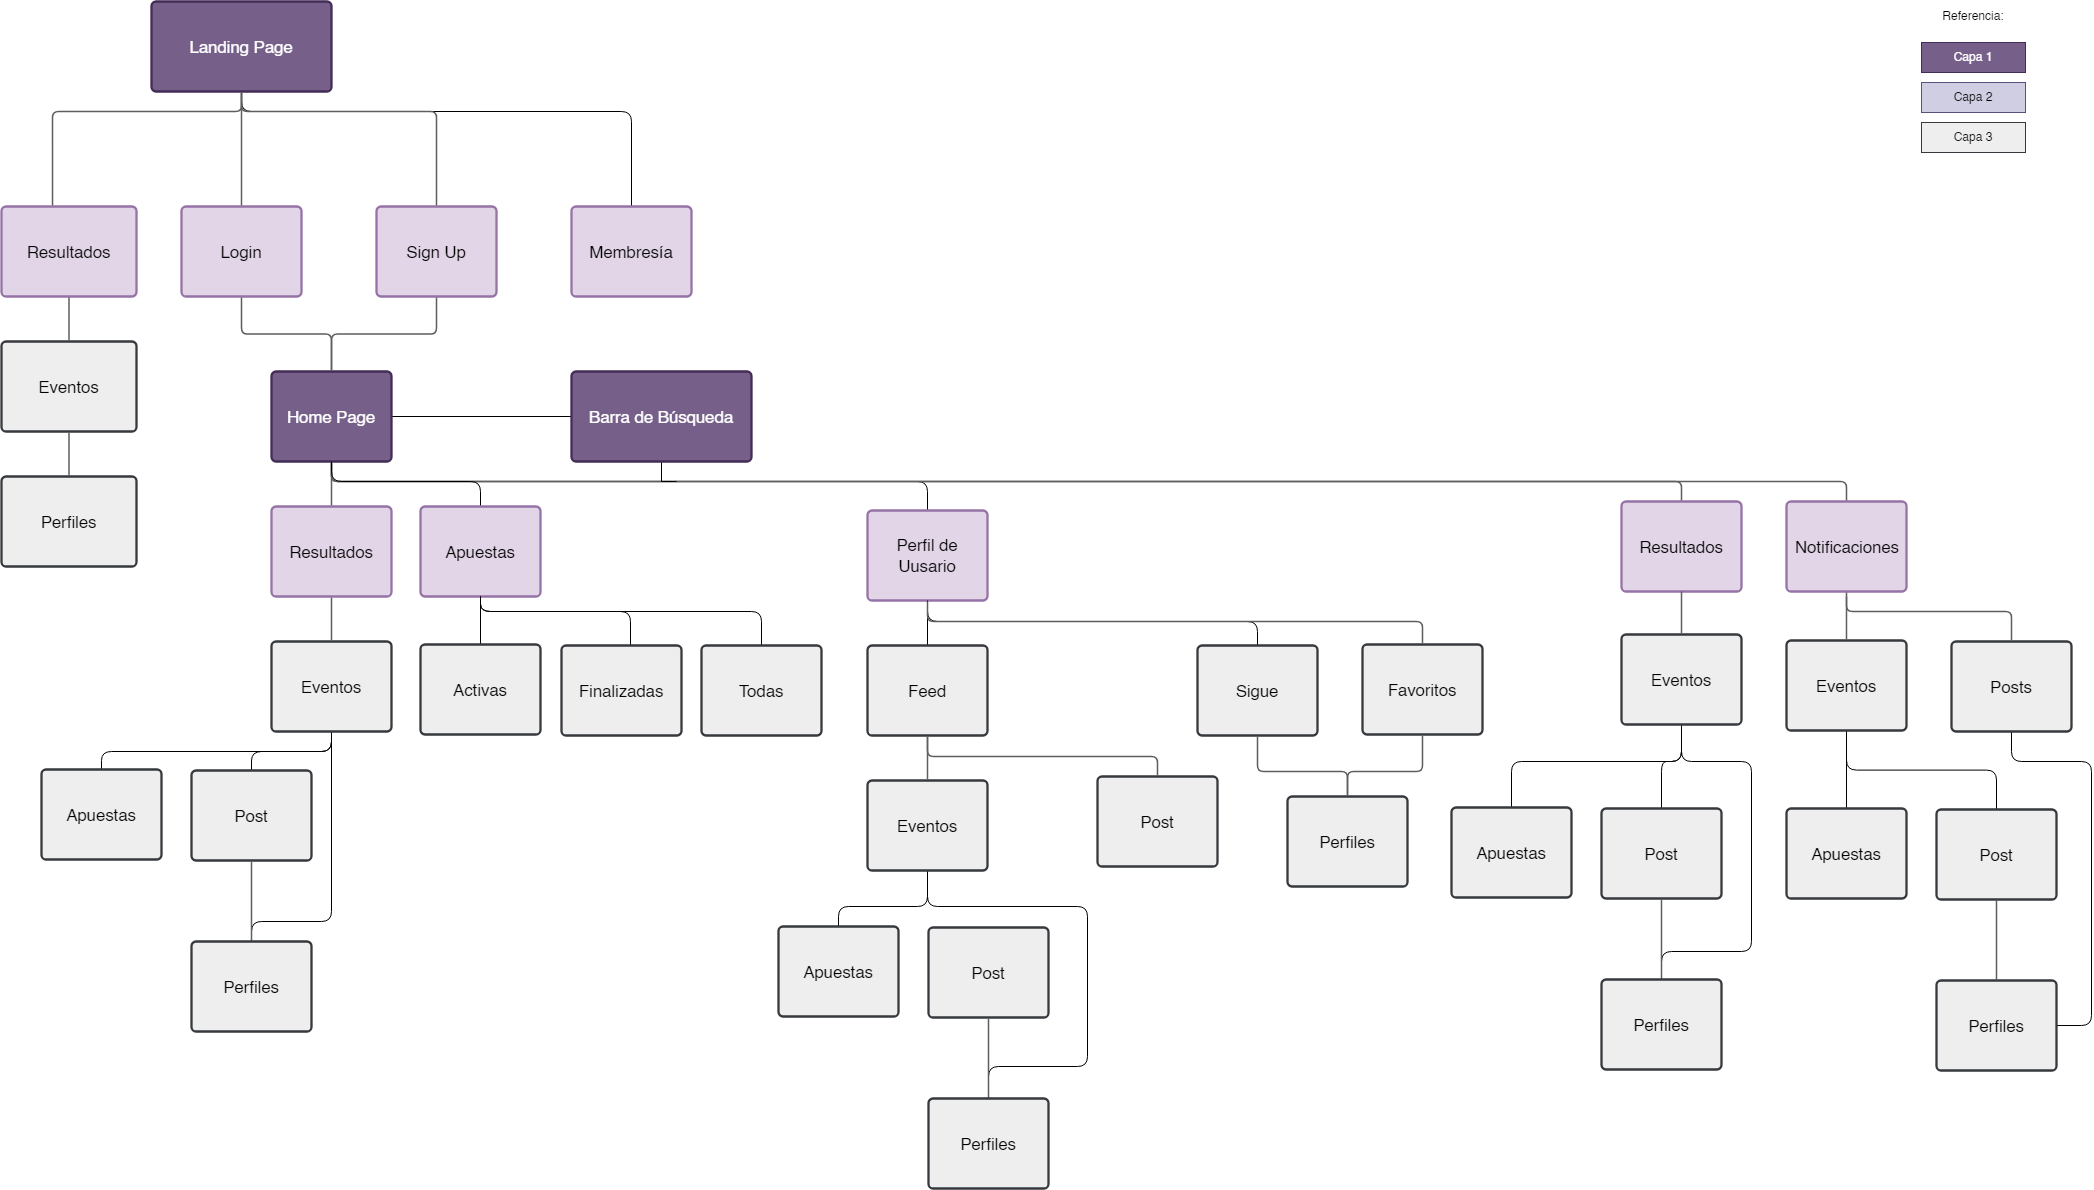 Referencia:
Landing Page
Capa 1
Capa 2
Capa 3
Resultados
Login
Sign Up
Membresía
Eventos
Home Page
Barra de Búsqueda
Perfiles
Resultados
Apuestas
Perfil de
Uusario
Resultados
Notificaciones
Eventos
Activas
Finalizadas
Todas
Feed
Sigue
Favoritos
Eventos
Eventos
Posts
Apuestas
Post
Eventos
Post
Perfiles
Apuestas
Post
Apuestas
Post
Perfiles
Apuestas
Post
Perfiles
Perfiles
Perfiles